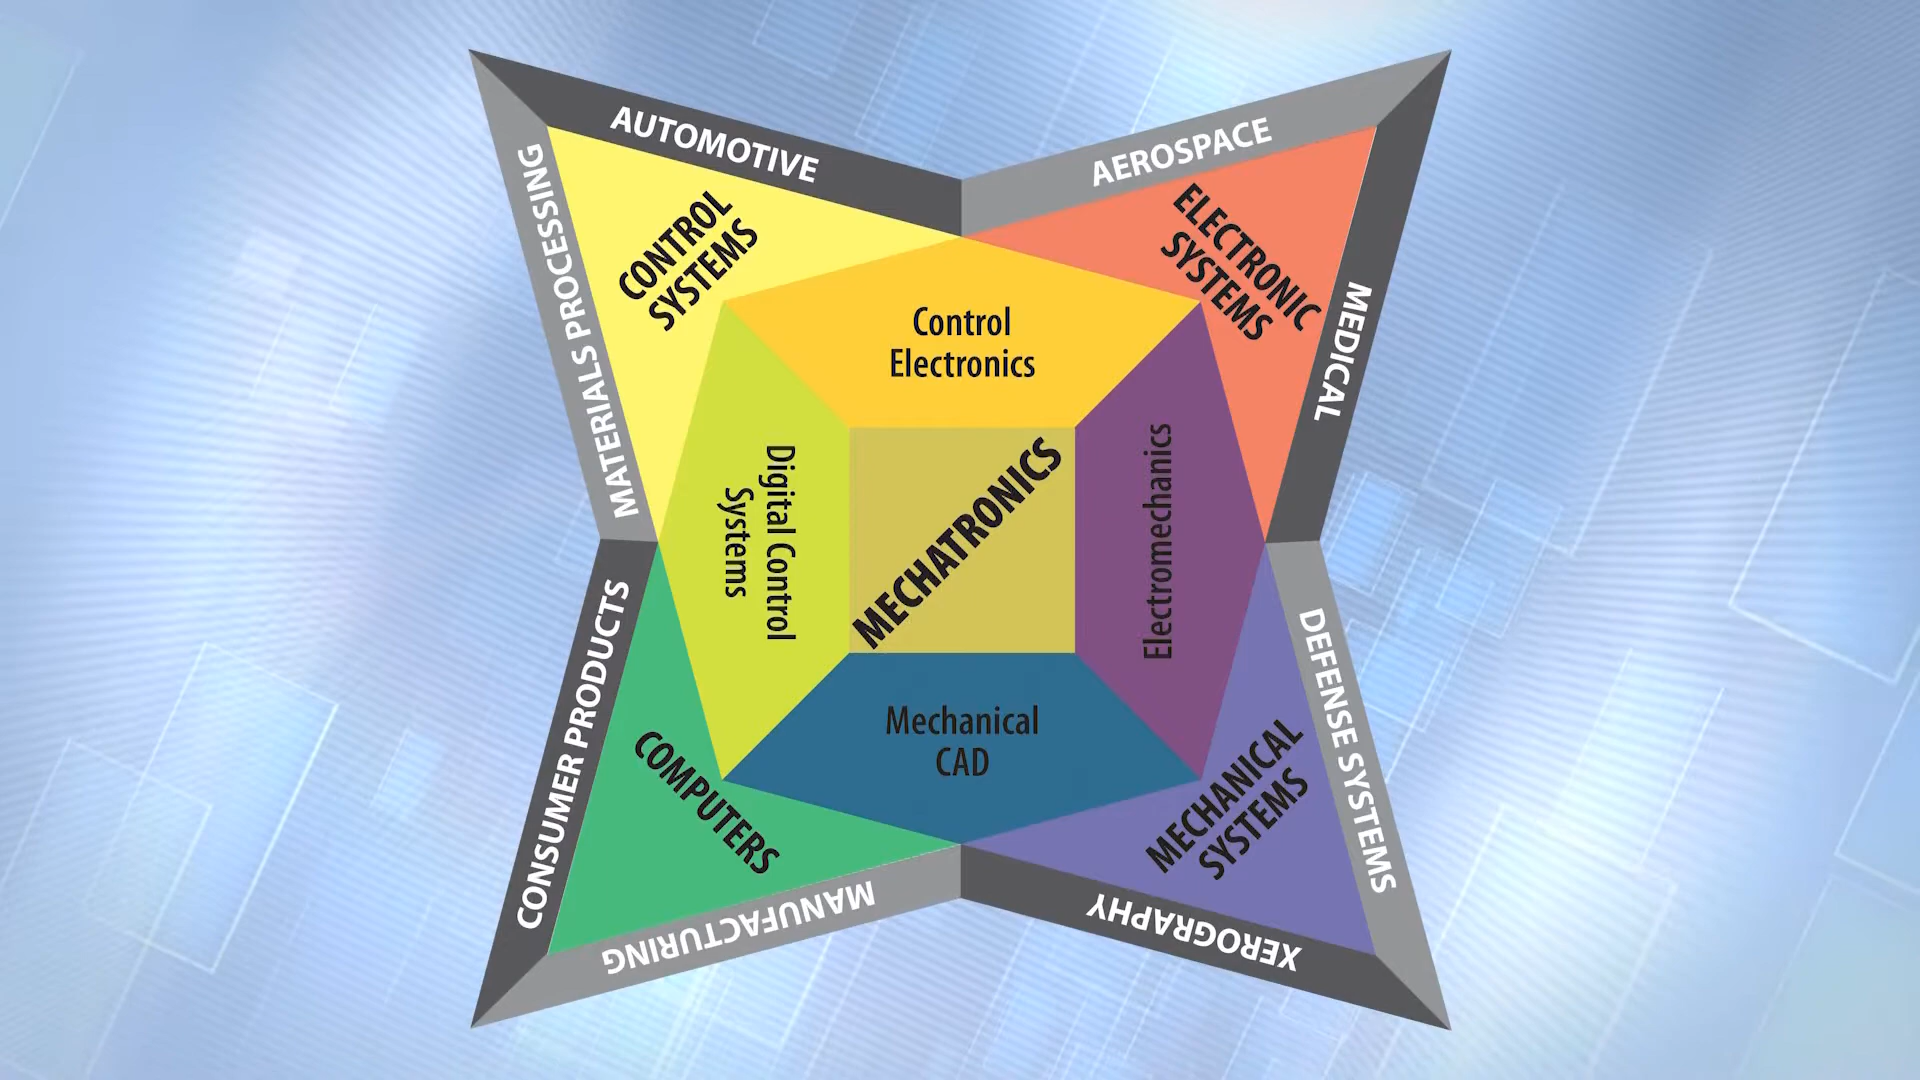 AUTOMOTIVE
AEROSPACE
MATERIALS PROCESSING
CONTROL
SYSTEMS
ELECTRONIC
SYSTEMS
MEDICAL
Control
Electronics
Digital Control
Systems
MECHATRONICS
Electromechanics
CONSUMER PRODUCTS
COMPUTERS
Mechanical
CAD
MECHANICAL
SYSTEMS
DEFENSE SYSTEMS
MANUFACTURING
XEROGRAPHY